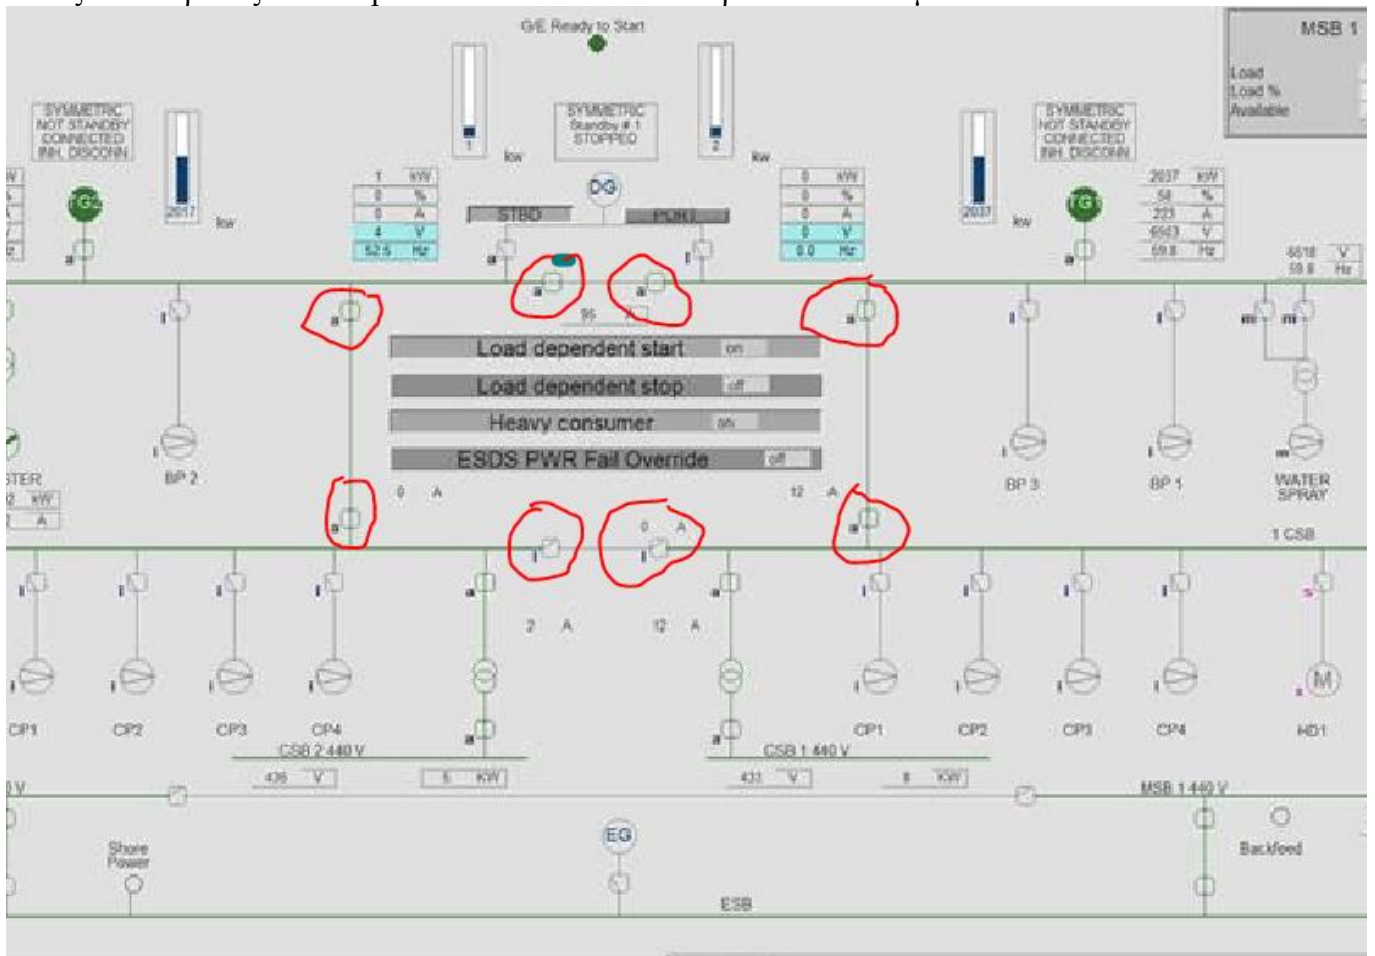 G/E Ready to Start
MSB 1
Load
Load %
Available
SYMMETRIC
NOT STANDBY
CONNECTED
INH. DISCONN.
SYMMETRIC
Standby # 1
STOPPED
SYMMETRIC
NOT STANDBY
CONNECTED
INH. DISCONN.
1
2
kw
kw
1 kW
0 %
0 A
4 V
52.5 Hz
0 kW
0 %
0 A
0 V
0.0 Hz
2037 kW
58 %
223 A
6503 V
59.8 Hz
DG
STBD
PORT
2017
kw
2037
kw
a
a
l
a
6618 V
59.8 Hz
a
a
a
a
95 A
l
l
l
m
m
Load dependent start on
Load dependent stop off
Heavy consumer on
ESDS PWR Fail Override off
l
l
l
m
BP 2
BP 3
BP 1
WATER
SPRAY
kW
A
0 A
12 A
a
a
0 A
l
l
1 CSB
l
l
l
a
a
l
l
l
l
s
2 A
12 A
l
l
l
l
l
l
l
l
M
CP1
CP2
CP3
CP4
CP1
CP2
CP3
CP4
HD1
a
a
CSB 2 440 V
CSB 1 440 V
436 V
6 KW
433 V
8 KW
MSB 1 440 V
EG
Shore
Power
Backfeed
ESB